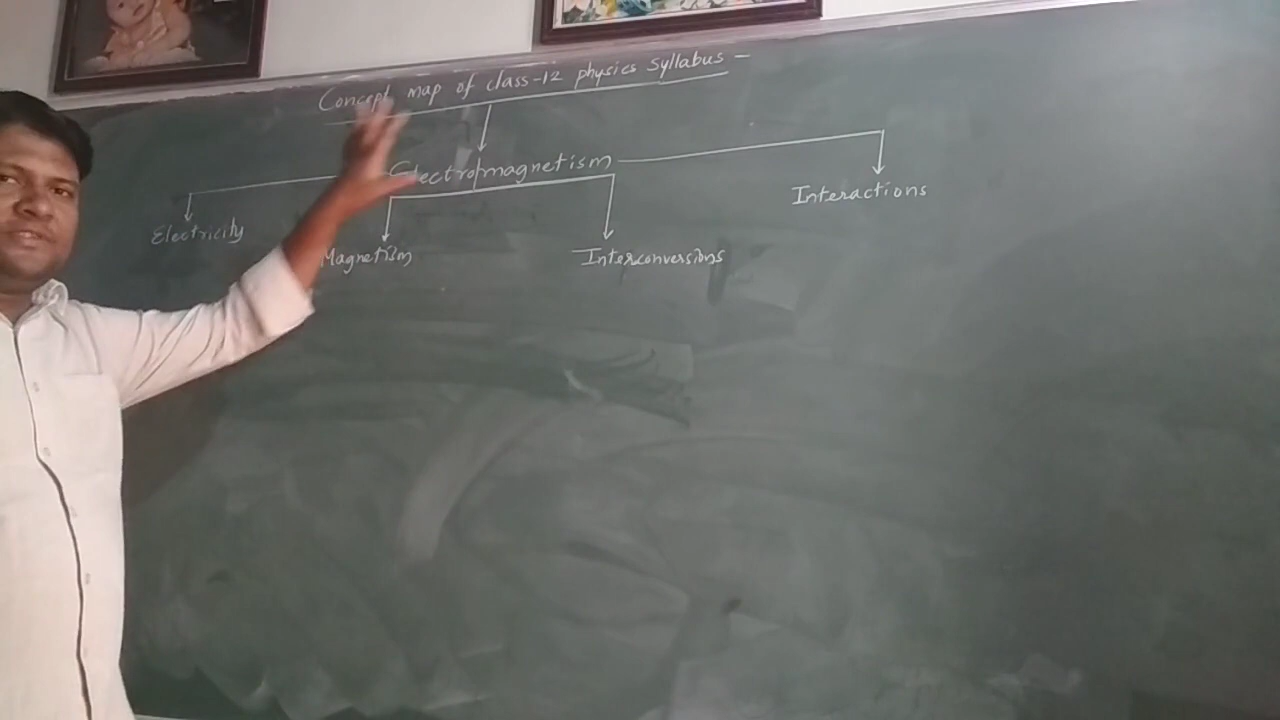 Concept map of class-12 physics syllabus -
Electromagnetism
Interactions
Electricity
Magnetism
Interconversions